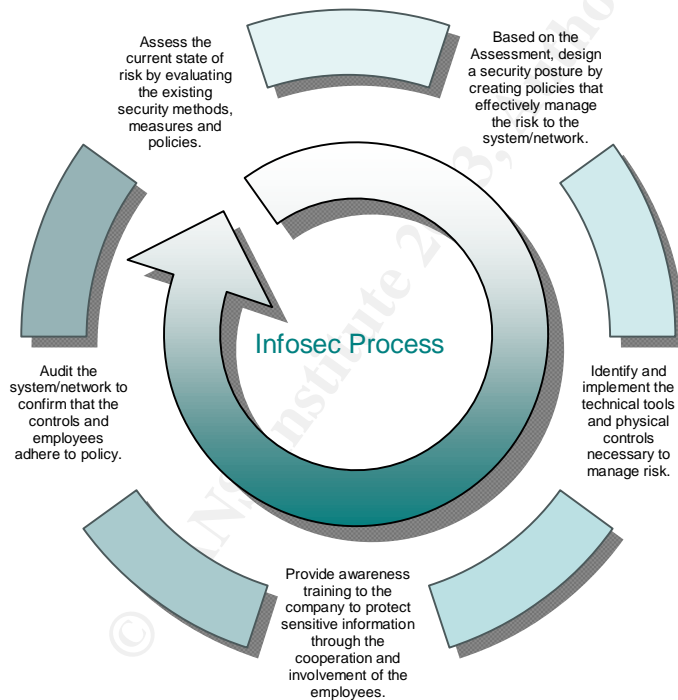 Assess the
current state of
risk by evaluating
the existing
security methods,
measures and
policies.
Based on the
Assessment, design
a security posture by
creating policies that
effectively manage
the risk to the
system/network.
Identify and
implement the
technical tools
and physical
controls
necessary to
manage risk.
Provide awareness
training to the
company to protect
sensitive information
through the
cooperation and
involvement of the
employees.
Audit the
system/network to
confirm that the
controls and
employees
adhere to policy.
Infosec Process